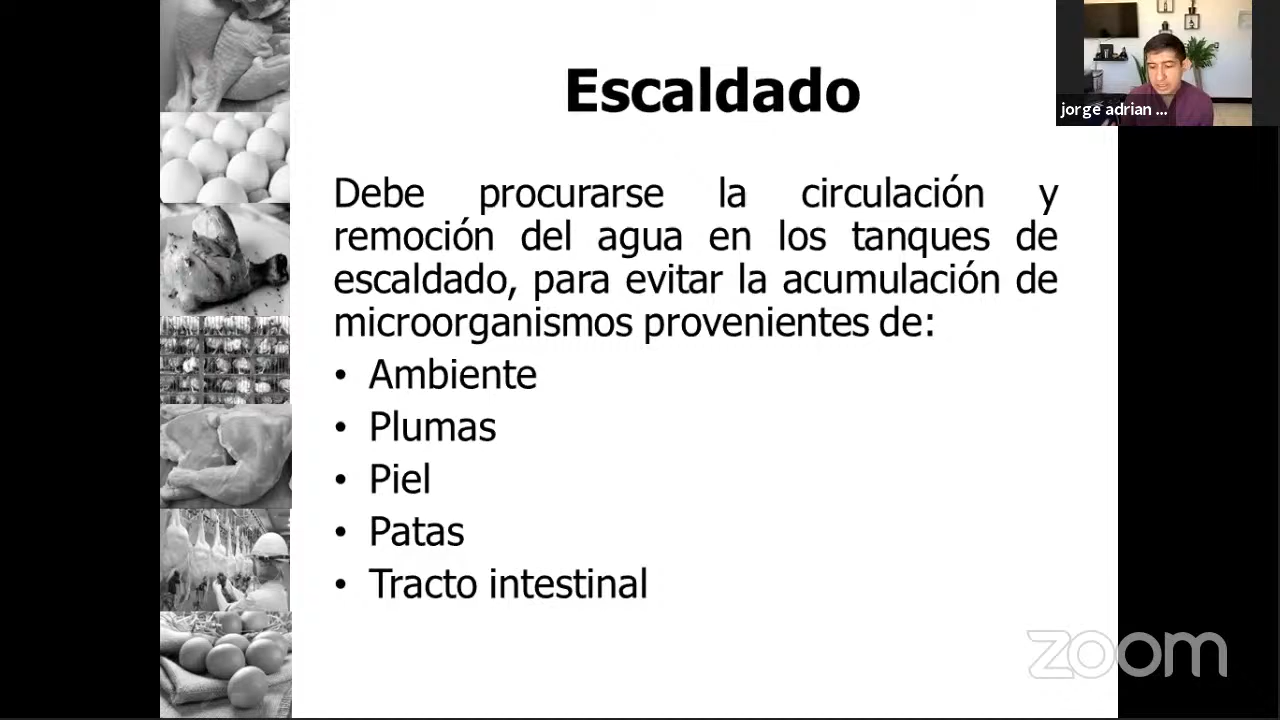 Escaldado
jorge adrian ...
Debe procurarse la circulación y
remoción del agua en los tanques de
escaldado, para evitar la acumulación de
microorganismos provenientes de:
• Ambiente
• Plumas
• Piel
• Patas
• Tracto intestinal
zoom